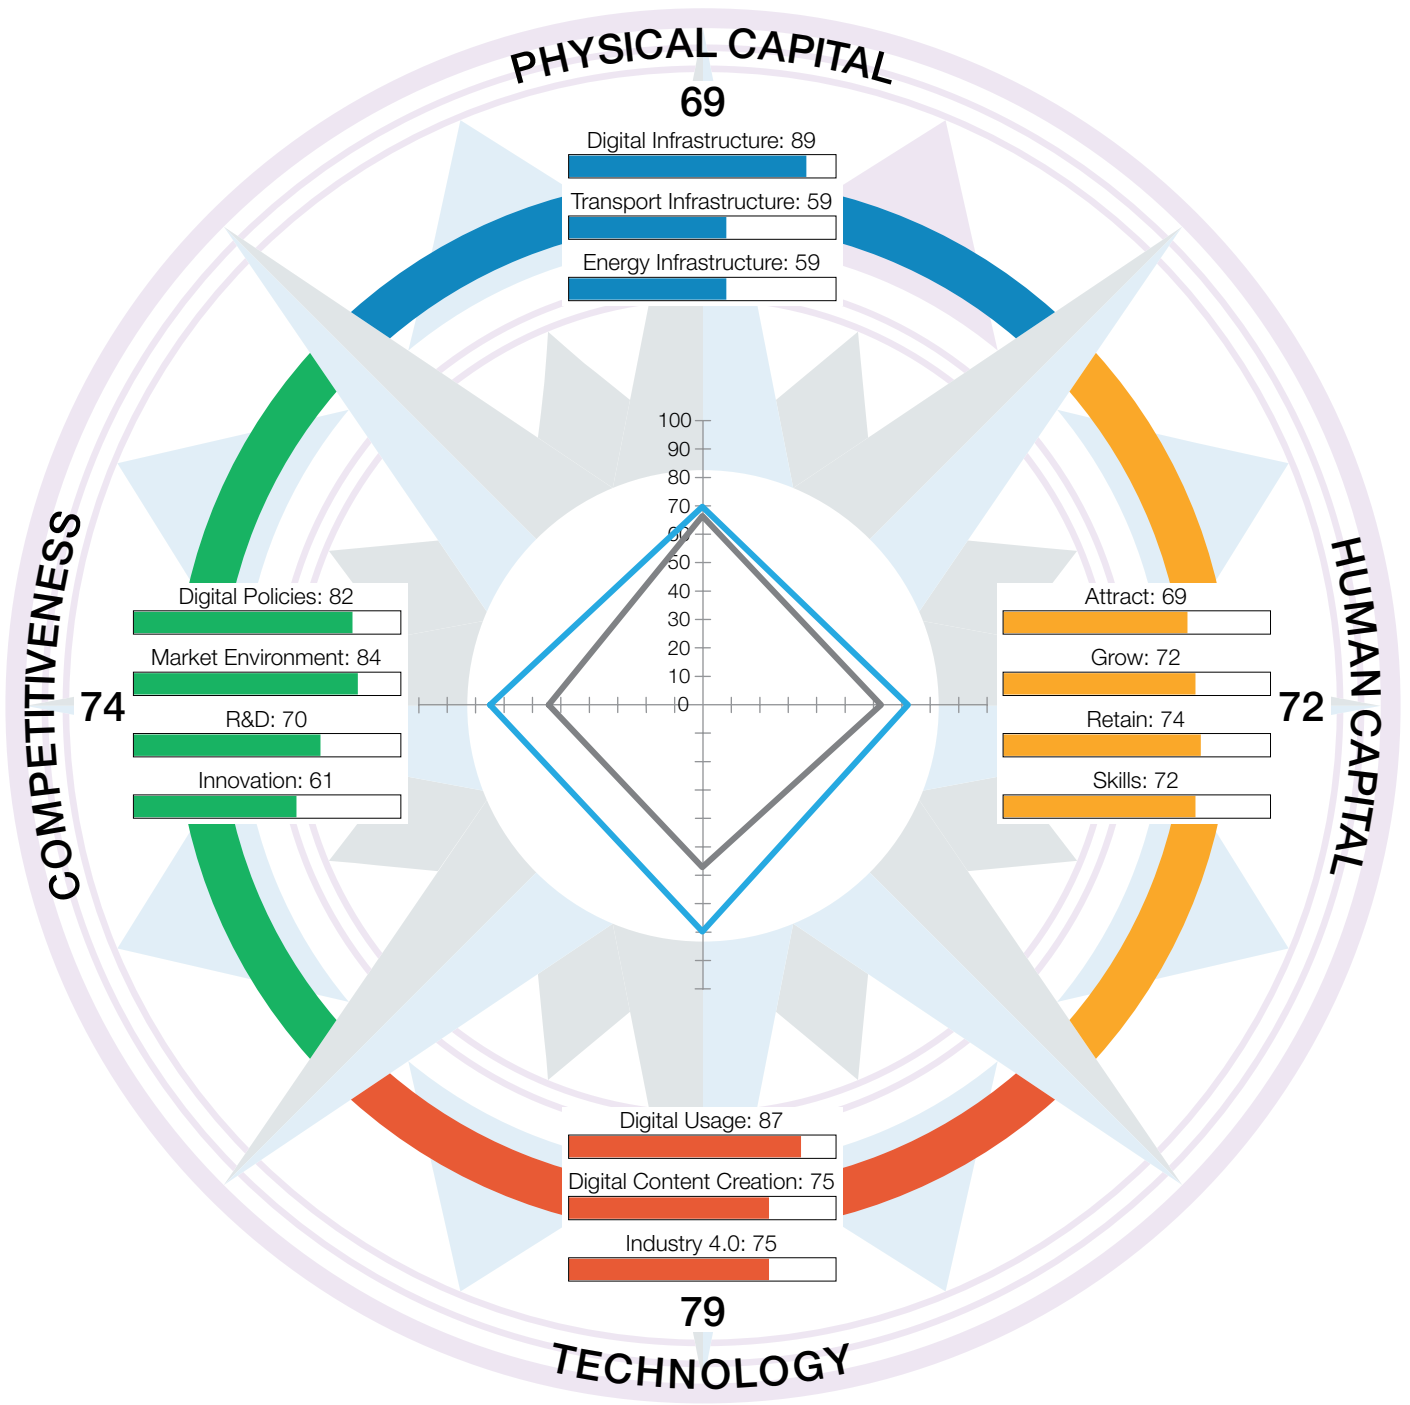 PHYSICAL CAPITAL
69
Digital Infrastructure: 89
Transport Infrastructure: 59
Energy Infrastructure: 59
100
90
80
70
60
50
40
30
20
10
0
COMPETITIVENESS
74
Digital Policies: 82
Market Environment: 84
R&D: 70
Innovation: 61
HUMAN CAPITAL
72
Attract: 69
Grow: 72
Retain: 74
Skills: 72
Digital Usage: 87
Digital Content Creation: 75
Industry 4.0: 75
79
TECHNOLOGY